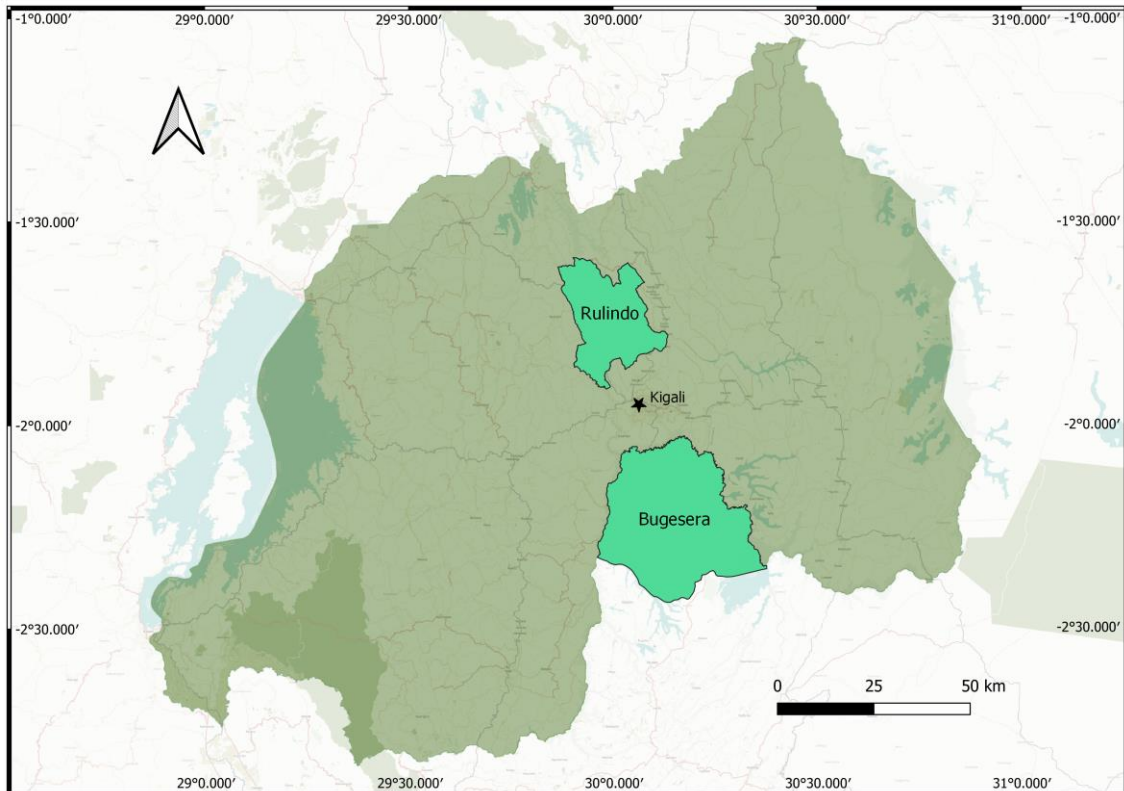 -1°0.000′ 29°0.000′ 29°30.000′ 30°0.000′ 30°30.000′ 31°0.000′ -1°0.000′
-1°30.000′ -1°30.000′
Rulindo
Kigali
-2°0.000′ -2°0.000′
Bugesera
-2°30.000′ -2°30.000′
0 25 50 km
29°0.000′ 29°30.000′ 30°0.000′ 30°30.000′ 31°0.000′